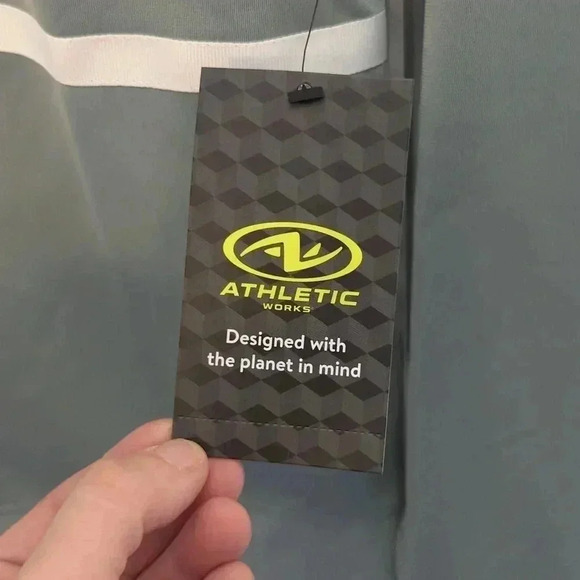 ATHLETIC
WORKS
Designed with
the planet in mind